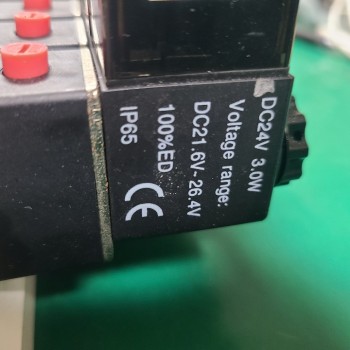 DC24V 3.0W
Voltage range:
DC21.6V-26.4V
100%ED
IP65
CE